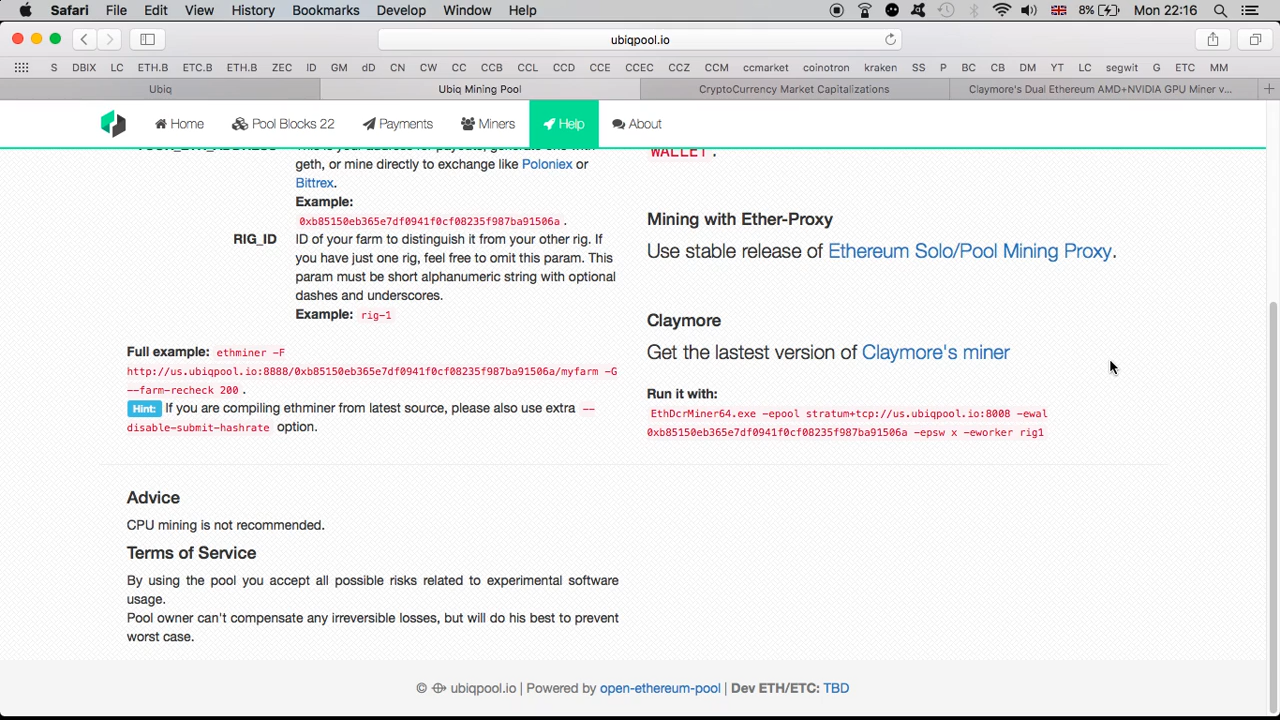 Safari File Edit View History Bookmarks Develop Window Help 8% Mon 22:16
ubiqpool.io
S DBIX LC ETH.B ETC.B ETH.B ZEC ID GM dD CN CW CC CCB CCL CCD CCE CCEC CCZ CCM ccmarket coinotron kraken SS P BC CB DM YT LC segwit G ETC MM
Ubiq Ubiq Mining Pool CryptoCurrency Market Capitalizations Claymore's Dual Ethereum AMD+NVIDIA GPU Miner v...
Home Pool Blocks 22 Payments Miners Help About
geth, or mine directly to exchange like Poloniex or
Bittrex.
Example:
0xb85150eb365e7df0941f0cf08235f987ba91506a.
RIG_ID ID of your farm to distinguish it from your other rig. If
you have just one rig, feel free to omit this param. This
param must be short alphanumeric string with optional
dashes and underscores.
Example: rig-1
Full example: ethminer -F
http://us.ubiqpool.io:8888/0xb85150eb365e7df0941f0cf08235f987ba91506a/myfarm -G
--farm-recheck 200.
Hint: If you are compiling ethminer from latest source, please also use extra --
disable-submit-hashrate option.
WALLET.
Mining with Ether-Proxy
Use stable release of Ethereum Solo/Pool Mining Proxy.
Claymore
Get the lastest version of Claymore's miner
Run it with:
EthDcrMiner64.exe -epool stratum+tcp://us.ubiqpool.io:8008 -ewal
0xb85150eb365e7df0941f0cf08235f987ba91506a -epsw x -eworker rig1
Advice
CPU mining is not recommended.
Terms of Service
By using the pool you accept all possible risks related to experimental software
usage.
Pool owner can't compensate any irreversible losses, but will do his best to prevent
worst case.
© ubiqpool.io | Powered by open-ethereum-pool | Dev ETH/ETC: TBD